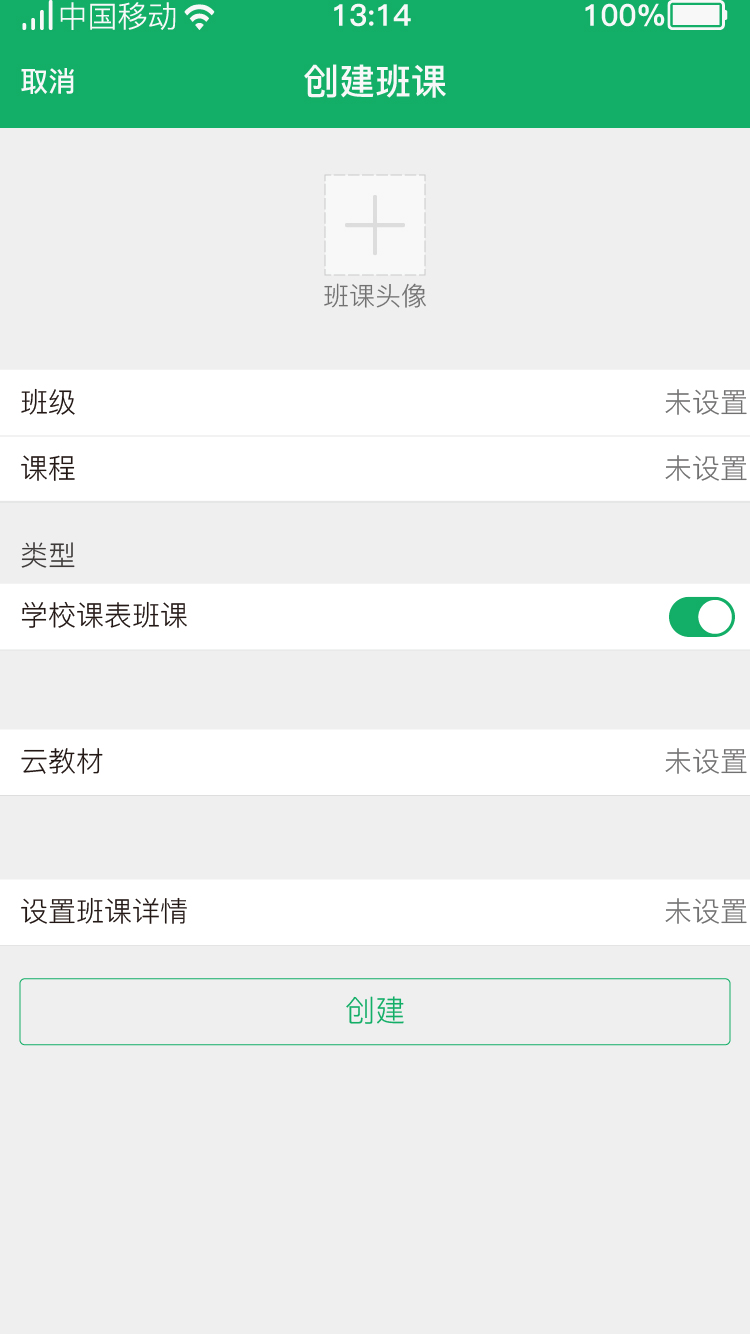 中国移动 13:14 100%
取消 创建班课
班课头像
班级 未设置
课程 未设置
类型
学校课表班课
云教材 未设置
设置班课详情 未设置
创建